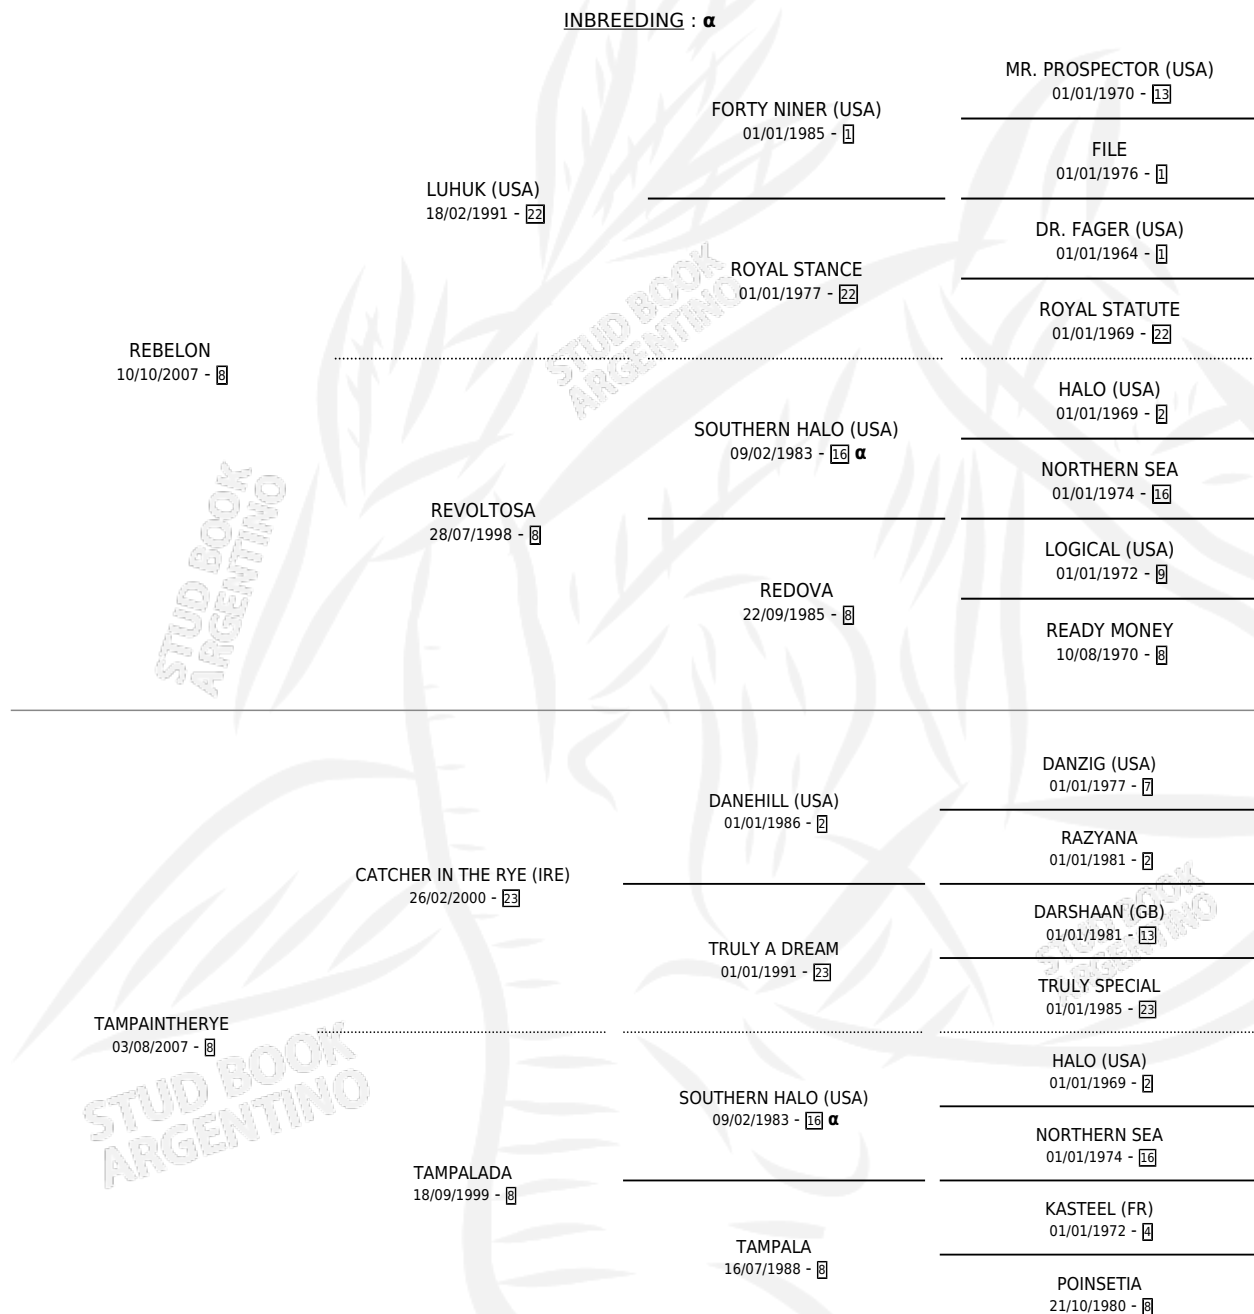 INBREEDING : α
MR. PROSPECTOR (USA)
01/01/1970 - 13
FORTY NINER (USA)
01/01/1985 - 1
FILE
01/01/1976 - 1
LUHUK (USA)
18/02/1991 - 22
DR. FAGER (USA)
01/01/1964 - 1
ROYAL STANCE
01/01/1977 - 22
ROYAL STATUTE
01/01/1969 - 22
REBELON
10/10/2007 - 8
HALO (USA)
01/01/1969 - 2
SOUTHERN HALO (USA)
09/02/1983 - 16 α
NORTHERN SEA
01/01/1974 - 16
REVOLTOSA
28/07/1998 - 8
LOGICAL (USA)
01/01/1972 - 9
REDOVA
22/09/1985 - 8
READY MONEY
10/08/1970 - 8
DANZIG (USA)
01/01/1977 - 7
DANEHILL (USA)
01/01/1986 - 2
RAZYANA
01/01/1981 - 2
CATCHER IN THE RYE (IRE)
26/02/2000 - 23
DARSHAAN (GB)
01/01/1981 - 13
TRULY A DREAM
01/01/1991 - 23
TRULY SPECIAL
01/01/1985 - 23
TAMPAINTHERYE
03/08/2007 - 8
HALO (USA)
01/01/1969 - 2
SOUTHERN HALO (USA)
09/02/1983 - 16 α
NORTHERN SEA
01/01/1974 - 16
TAMPALADA
18/09/1999 - 8
KASTEEL (FR)
01/01/1972 - 4
TAMPALA
16/07/1988 - 8
POINSETIA
21/10/1980 - 8
STUD BOOK
ARGENTINO
STUD BOOK
ARGENTINO
STUD BOOK
ARGENTINO
STUD BOOK
ARGENTINO